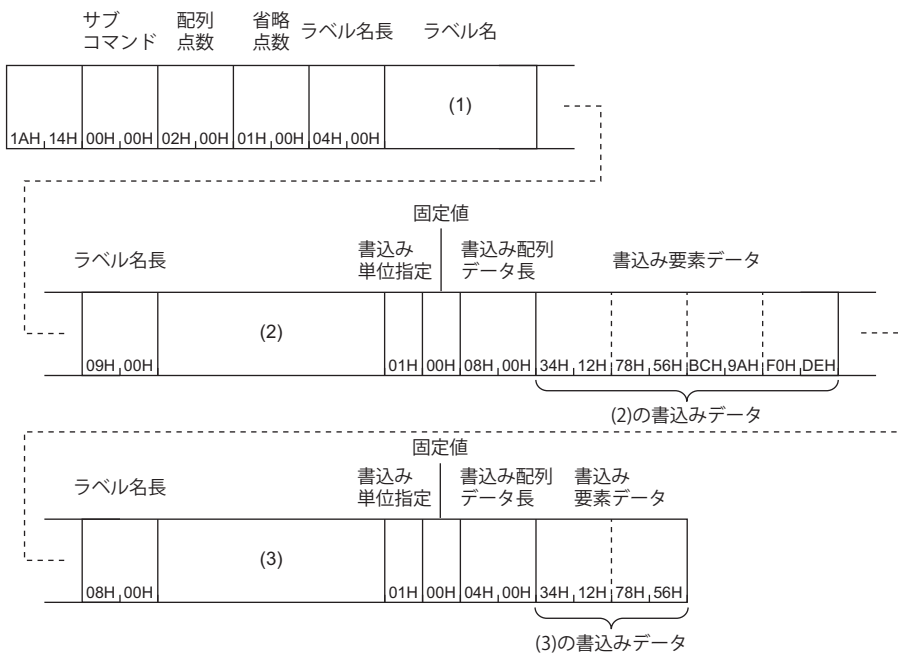 サブ
コマンド
配列
点数
省略
点数
ラベル名長
ラベル名
(1)
1AH 14H 00H 00H 02H 00H 01H 00H 04H 00H
固定値
ラベル名長
書込み
単位指定
書込み配列
データ長
書込み要素データ
(2)
09H 00H 01H 00H 08H 00H 34H 12H 78H 56H BCH 9AH F0H DEH
(2)の書込みデータ
固定値
ラベル名長
書込み
単位指定
書込み配列
データ長
書込み
要素データ
(3)
08H 00H 01H 00H 04H 00H 34H 12H 78H 56H
(3)の書込みデータ